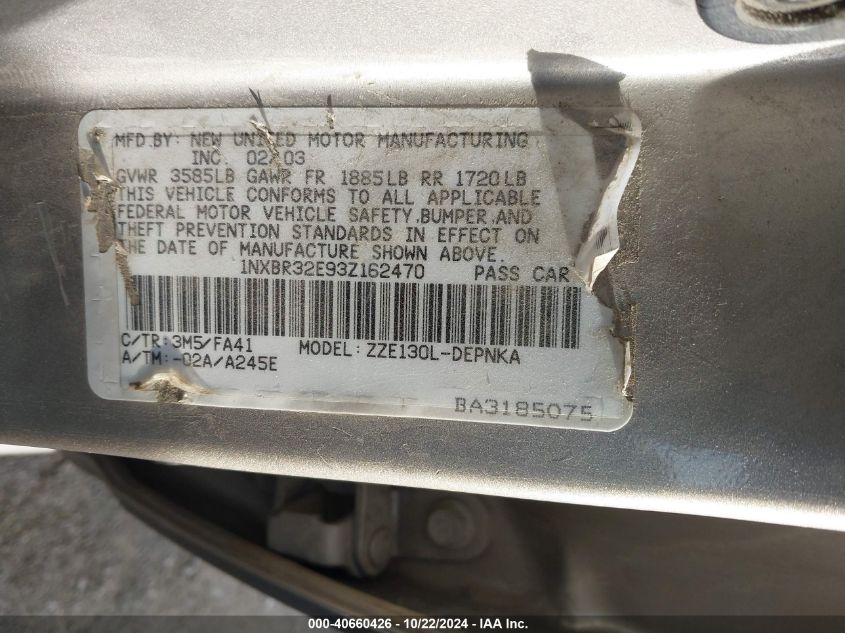 MFD.BY: NEW UNITED MOTOR MANUFACTURING
INC. 02/03
GVWR 3585LB GAWR FR 1885LB RR 1720LB
THIS VEHICLE CONFORMS TO ALL APPLICABLE
FEDERAL MOTOR VEHICLE SAFETY,BUMPER,AND
THEFT PREVENTION STANDARDS IN EFFECT ON
THE DATE OF MANUFACTURE SHOWN ABOVE.
1NXBR32E93Z162470 PASS CAR
C/TR:3M5/FA41 MODEL: ZZE130L-DEPNKA
A/TM:-02A/A245E
BA3185075
000-40660426 - 10/22/2024 - IAA Inc.